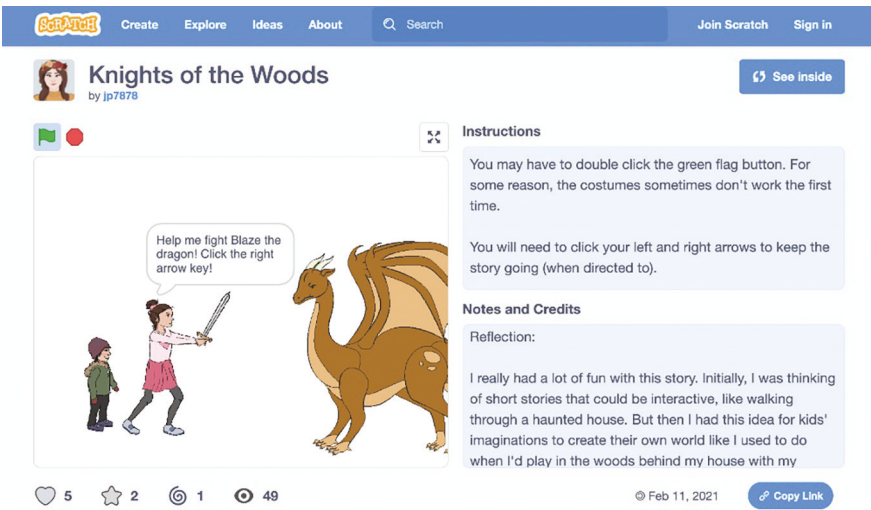 SCRATCH Create Explore Ideas About Search Join Scratch Sign in
Knights of the Woods
by jp7878
See inside
Instructions
You may have to double click the green flag button. For
some reason, the costumes sometimes don't work the first
time.
You will need to click your left and right arrows to keep the
story going (when directed to).
Help me fight Blaze the
dragon! Click the right
arrow key!
Notes and Credits
Reflection:
I really had a lot of fun with this story. Initially, I was thinking
of short stories that could be interactive, like walking
through a haunted house. But then I had this idea for kids'
imaginations to create their own world like I used to do
when I'd play in the woods behind my house with my
5 2 1 49 © Feb 11, 2021 Copy Link